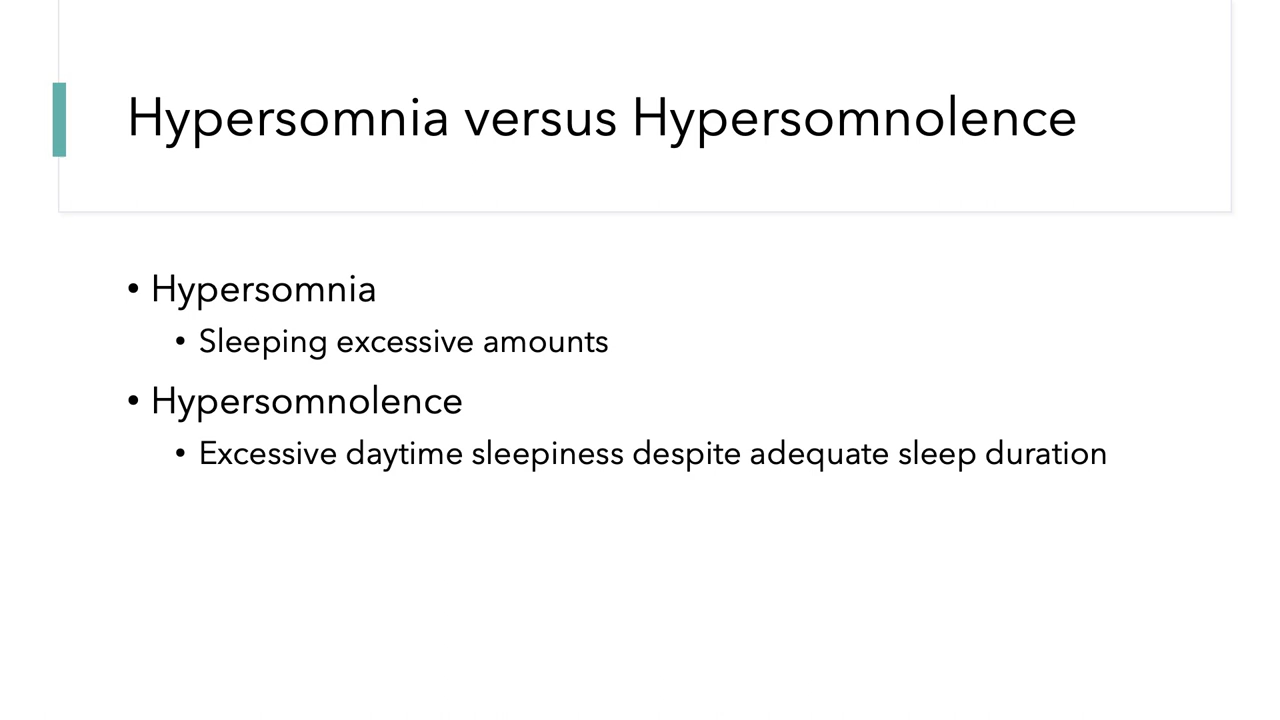 Hypersomnia versus Hypersomnolence
• Hypersomnia
• Sleeping excessive amounts
• Hypersomnolence
• Excessive daytime sleepiness despite adequate sleep duration